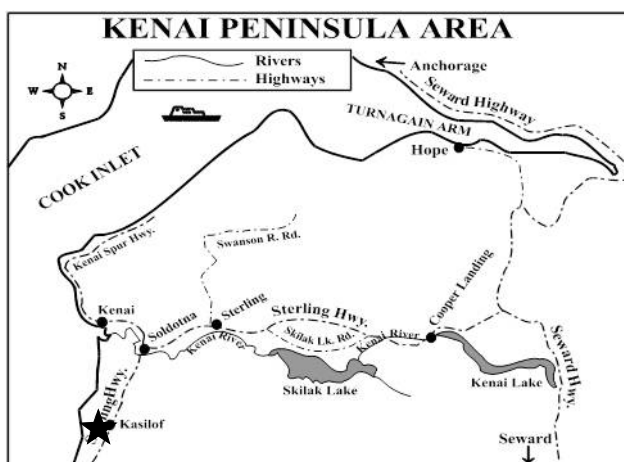 KENAI PENINSULA AREA
Rivers
Highways
N
W E
S
Anchorage
Seward Highway
TURNAGAIN ARM
Hope
COOK INLET
Kenai Spur Hwy.
Swanson R. Rd.
Kenai
Soldotna
Sterling
Sterling Hwy.
Skilak Lk. Rd.
Kenai River
Kenai River
Cooper Landing
Skilak Lake
Kenai Lake
Seward Hwy.
Hwy.
Kasilof
Seward